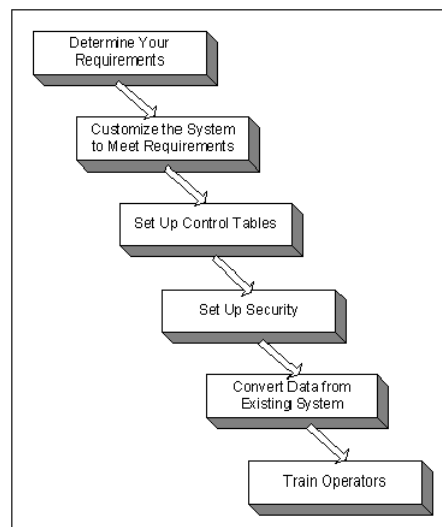 Determine Your
Requirements
Customize the System
to Meet Requirements
Set Up Control Tables
Set Up Security
Convert Data from
Existing System
Train Operators